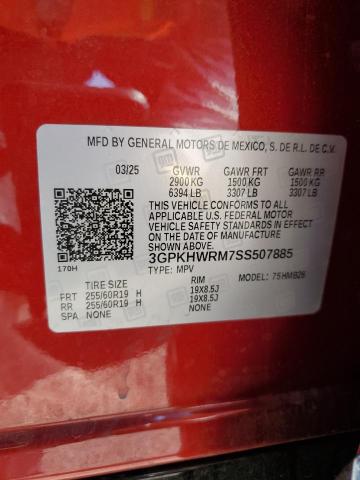 MFD BY GENERAL MOTORS DE MEXICO, S. DE R.L. DE C.V.
03/25 GVWR GAWR FRT GAWR RR
2900 KG 1500 KG 1500 KG
6394 LB 3307 LB 3307 LB
THIS VEHICLE CONFORMS TO ALL
APPLICABLE U.S. FEDERAL MOTOR
VEHICLE SAFETY STANDARDS IN EFFECT
ON THE DATE OF MANUFACTURE
SHOWN ABOVE.
3GPKHWRM7SS507885
170H TYPE: MPV MODEL: 75HMB26
TIRE SIZE RIM
FRT 255/60R19 H 19X8.5J
RR 255/60R19 H 19X8.5J
SPA NONE NONE